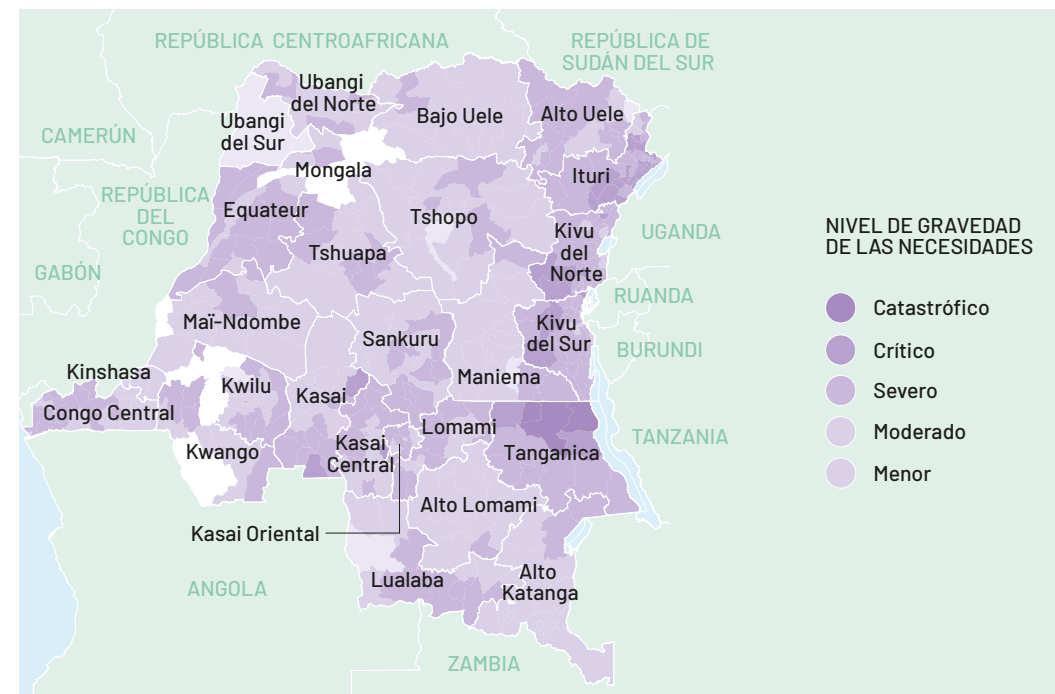 REPÚBLICA CENTROAFRICANA
REPÚBLICA DE
SUDÁN DEL SUR
Ubangi
del Norte
Bajo Uele
Alto Uele
Ubangi
del Sur
CAMERÚN
Mongala
Ituri
REPÚBLICA
DEL
CONGO
Equateur
Tshopo
Tshuapa
Kivu
del
Norte
UGANDA
NIVEL DE GRAVEDAD
DE LAS NECESIDADES
GABÓN
RUANDA
Catastrófico
Maï-Ndombe
Sankuru
Kivu
del Sur
BURUNDI
Crítico
Kinshasa
Kwilu
Kasai
Maniema
Severo
Congo Central
Lomami
TANZANIA
Moderado
Kwango
Kasai
Central
Tanganica
Menor
Alto Lomami
Kasai Oriental
ANGOLA
Lualaba
Alto
Katanga
ZAMBIA